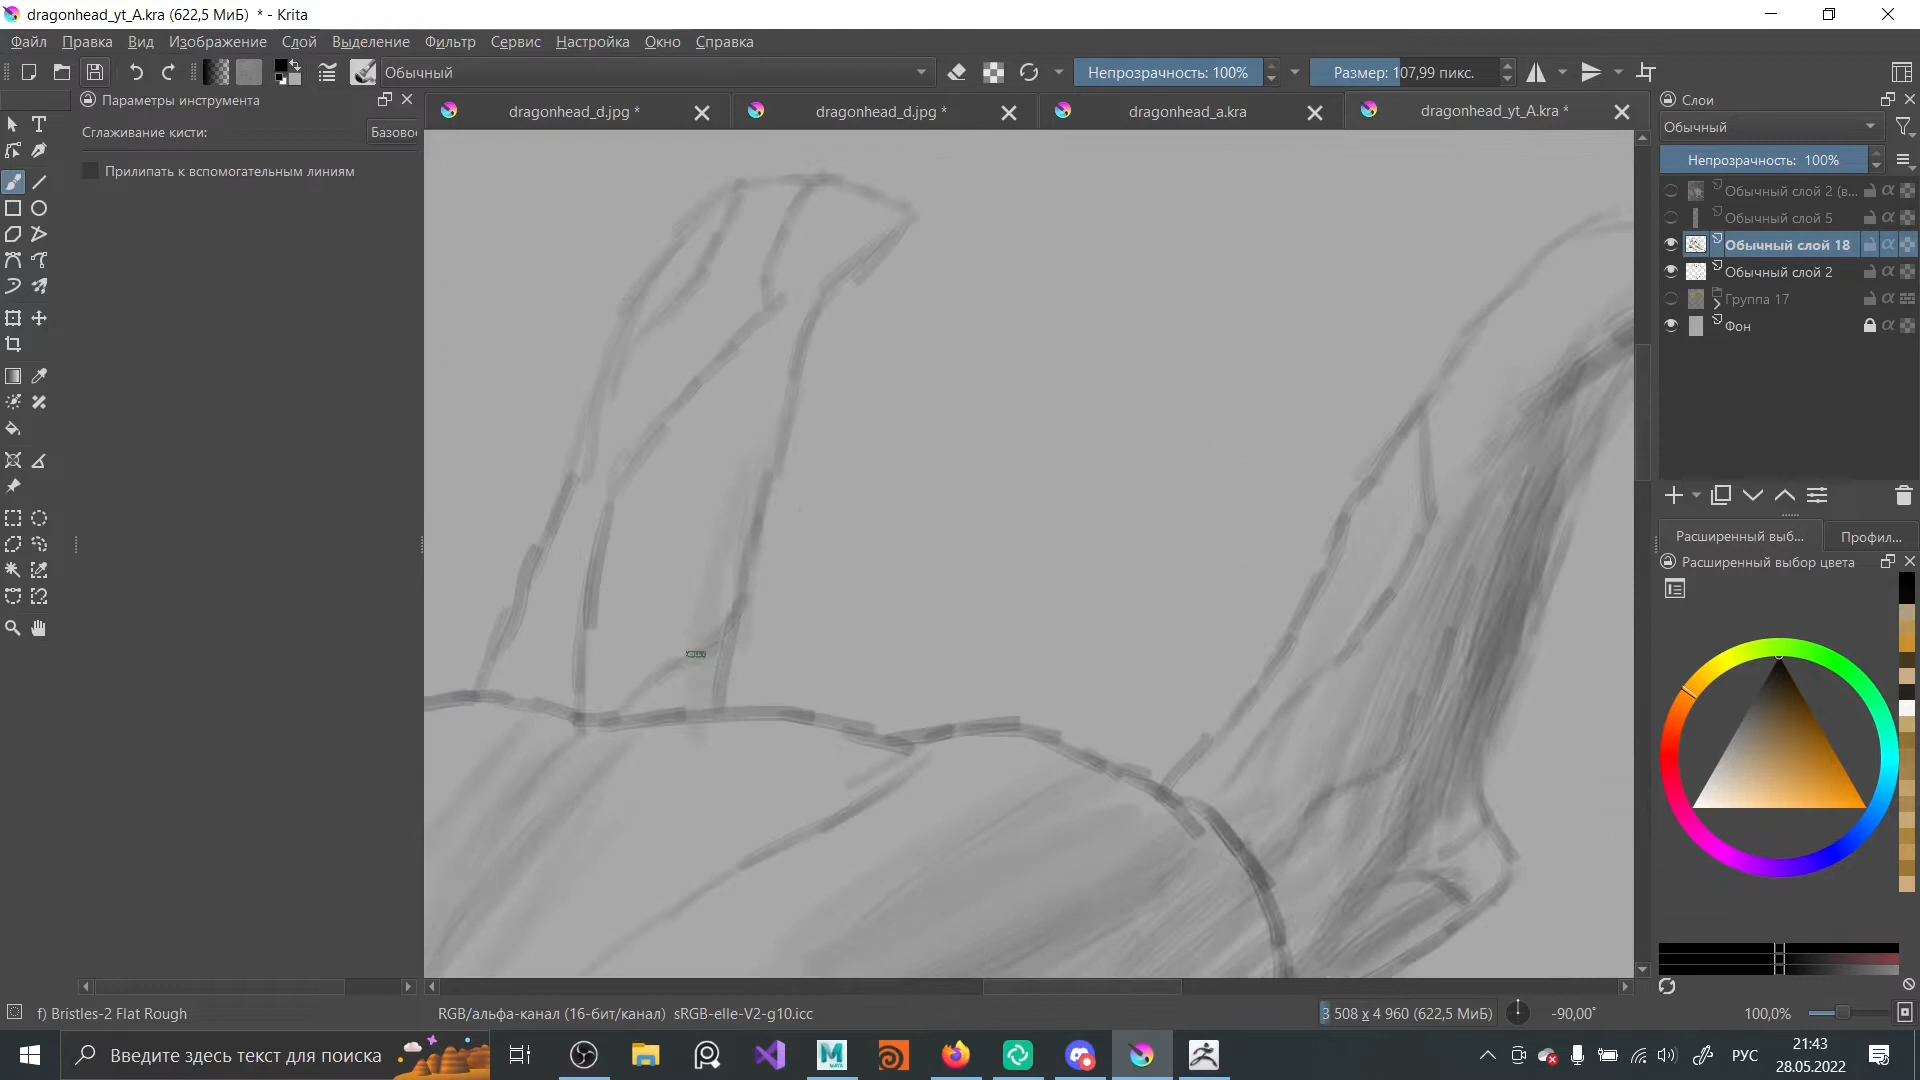 dragonhead_yt_A.kra (622,5 МиБ) * - Krita
Файл Правка Вид Изображение Слой Выделение Фильтр Сервис Настройка Окно Справка
Обычный Непрозрачность: 100% Размер: 107,99 пикс.
Параметры инструмента
Сглаживание кисти: Базовое
Прилипать к вспомогательным линиям
dragonhead_d.jpg * dragonhead_d.jpg * dragonhead_a.kra dragonhead_yt_A.kra *
Слои
Обычный
Непрозрачность: 100%
Обычный слой 2 (в...
Обычный слой 5
Обычный слой 18
Обычный слой 2
Группа 17
Фон
Расширенный выб... Профил...
Расширенный выбор цвета
f) Bristles-2 Flat Rough
RGB/альфа-канал (16-бит/канал) sRGB-elle-V2-g10.icc
3 508 x 4 960 (622,5 МиБ)
-90,00°
100,0%
Введите здесь текст для поиска
РУС
21:43
28.05.2022